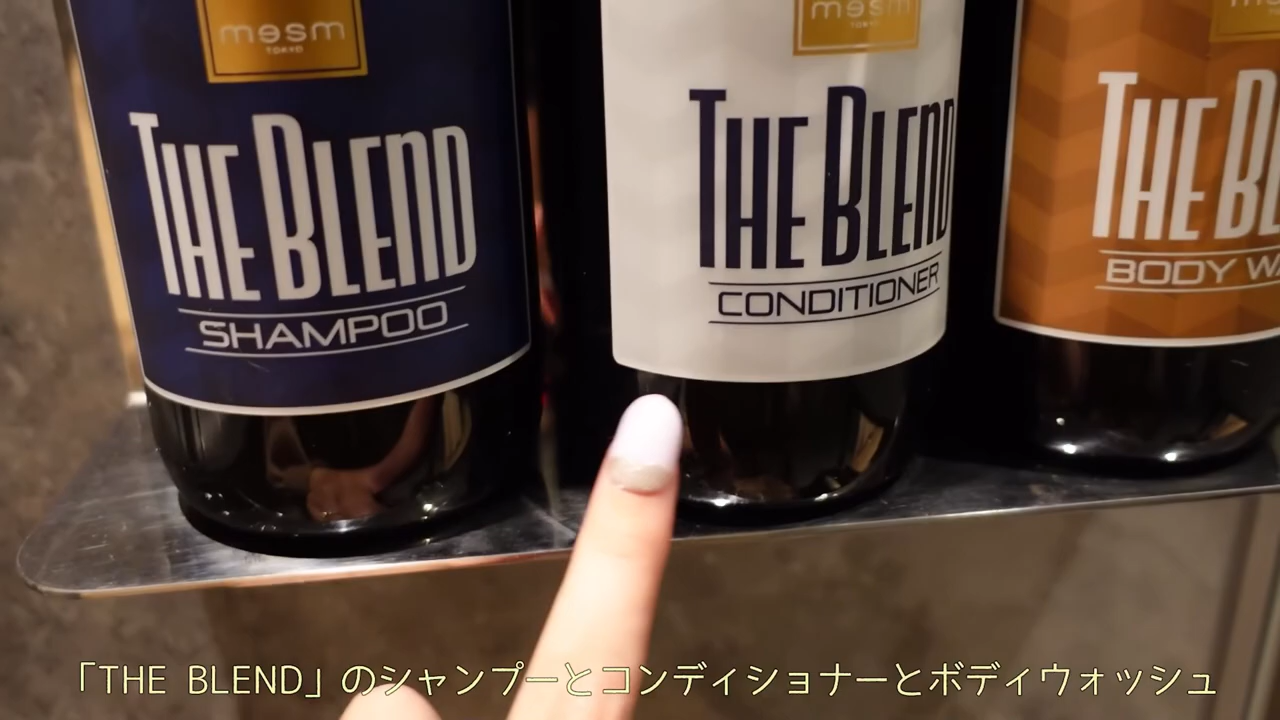 mesm
TOKYO
THE BLEND
SHAMPOO
mesm
TOKYO
THE BLEND
CONDITIONER
THE BL
BODY WA
「THE BLEND」のシャンプーとコンディショナーとボディウォッシュ